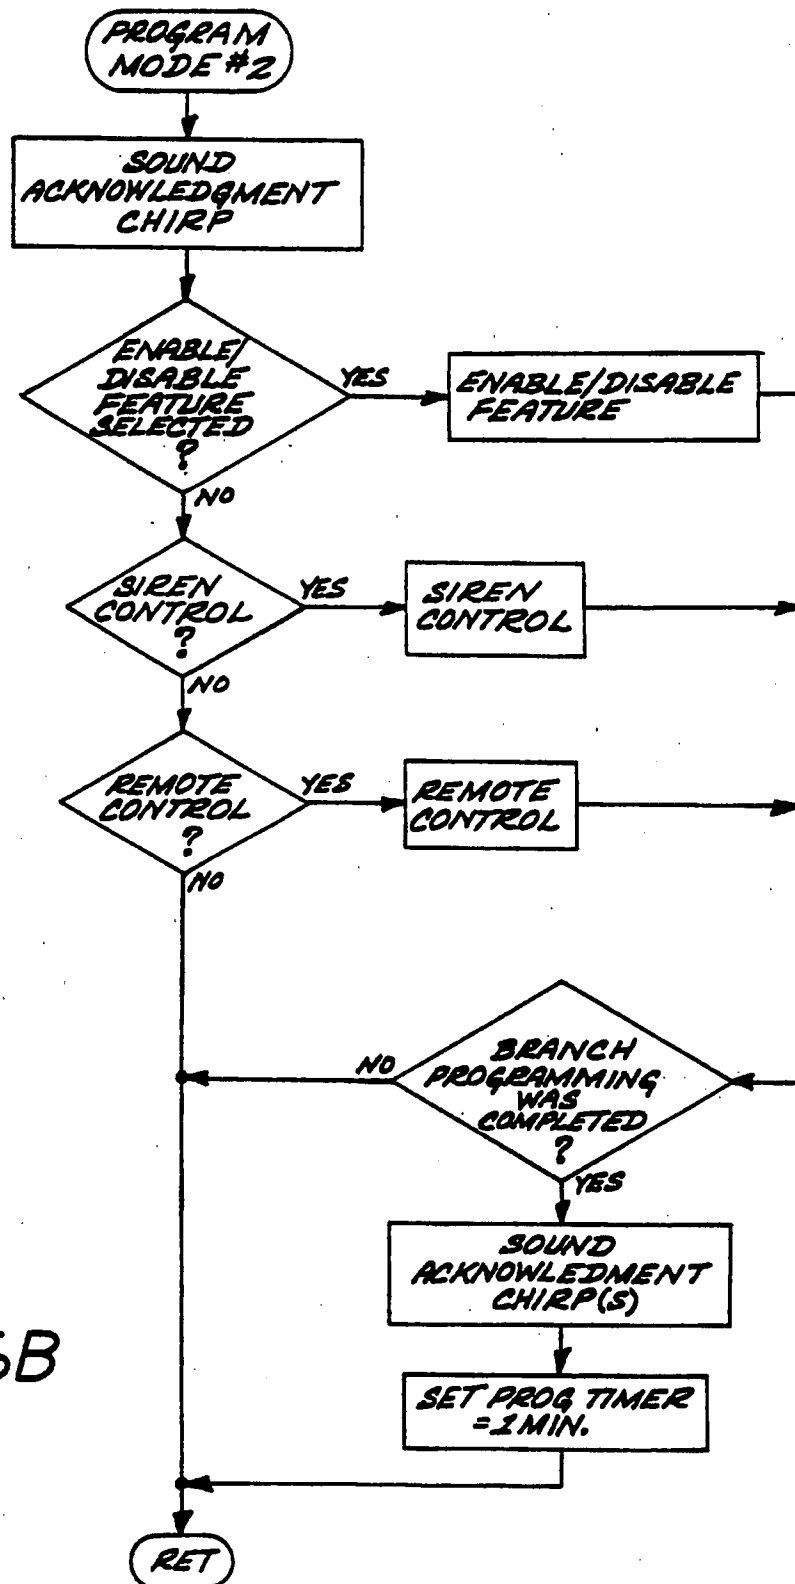 PROGRAM
MODE #2
SOUND
ACKNOWLEDGMENT
CHIRP
ENABLE/
DISABLE
FEATURE
SELECTED
?
YES
ENABLE/DISABLE
FEATURE
NO
SIREN
CONTROL
?
YES
SIREN
CONTROL
NO
REMOTE
CONTROL
?
YES
REMOTE
CONTROL
NO
BRANCH
PROGRAMMING
WAS
COMPLETED
?
NO
YES
SOUND
ACKNOWLEDMENT
CHIRP(S)
SET PROG TIMER
=1 MIN.
RET